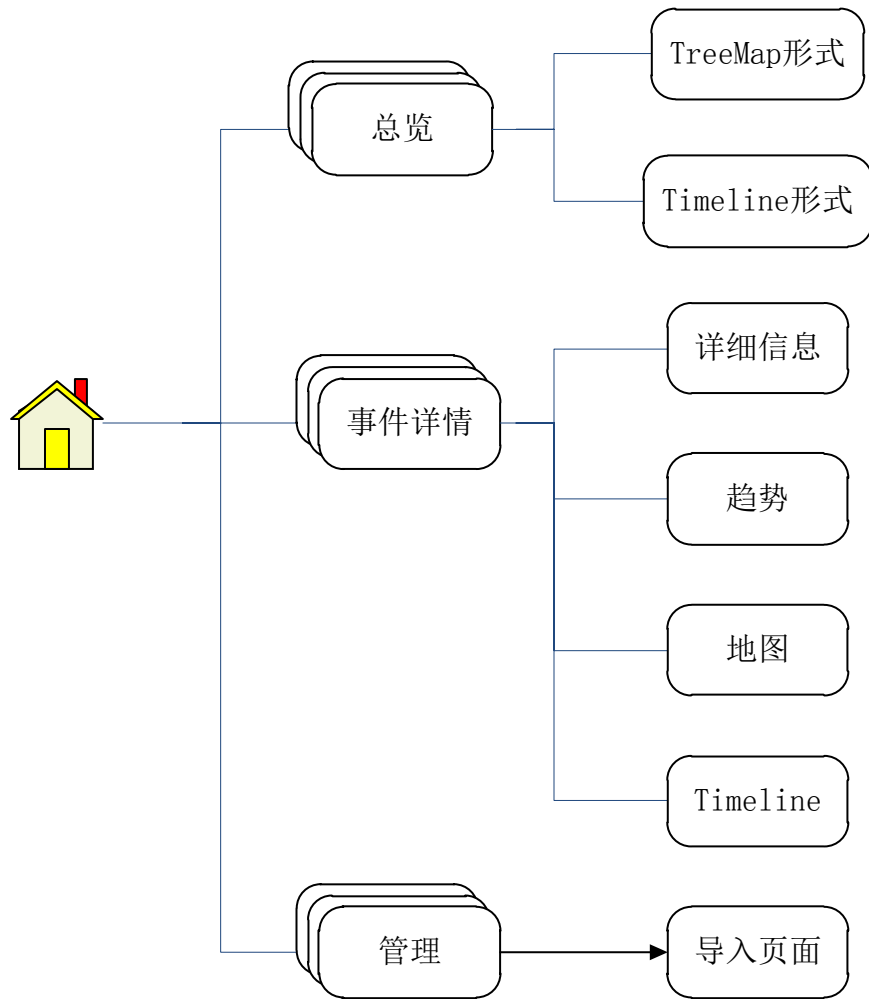 总览
TreeMap形式
Timeline形式
事件详情
详细信息
趋势
地图
Timeline
管理
导入页面